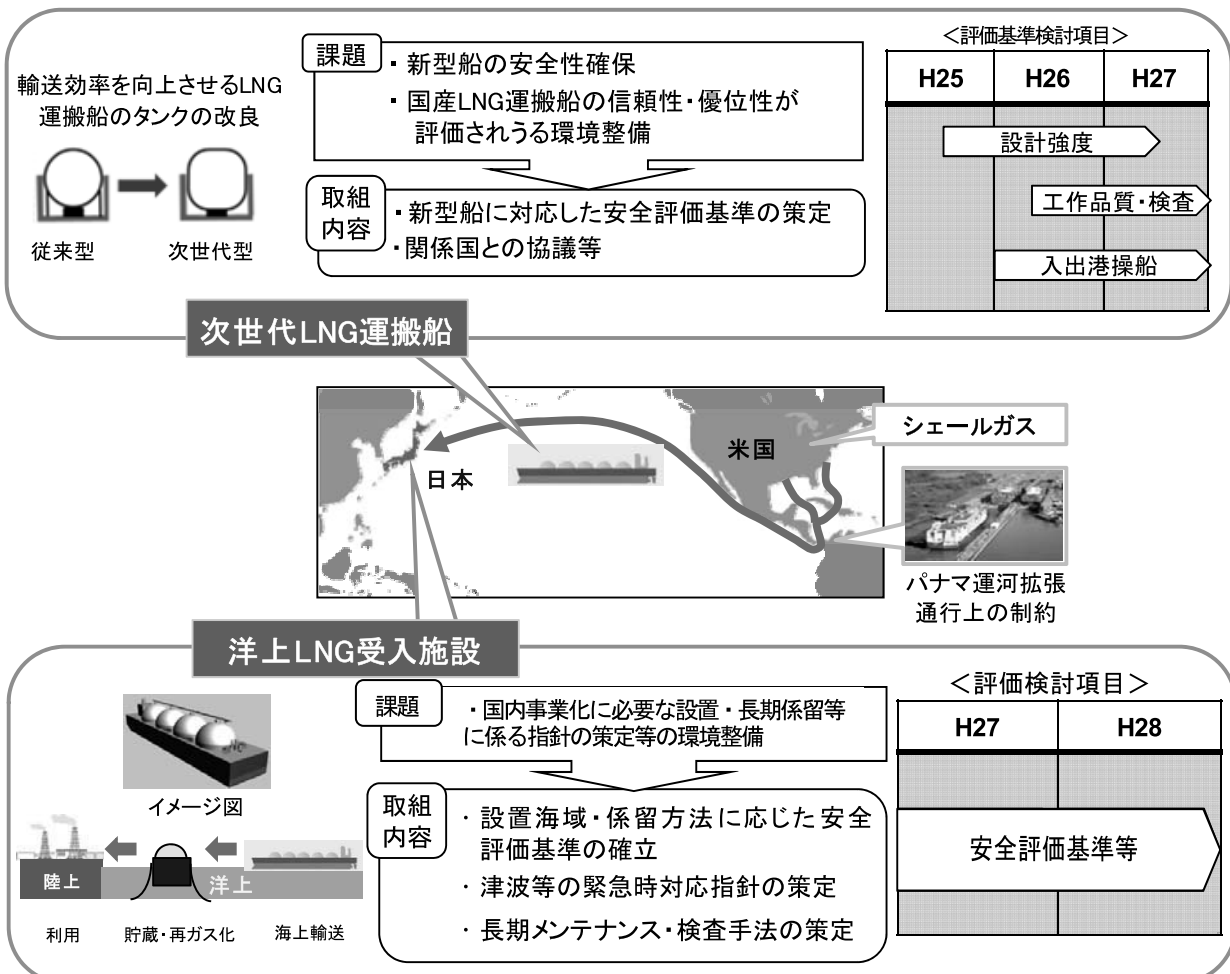 輸送効率を向上させるLNG
運搬船のタンクの改良
従来型
次世代型
課題
・新型船の安全性確保
・国産LNG運搬船の信頼性・優位性が
評価されうる環境整備
取組
内容
・新型船に対応した安全評価基準の策定
・関係国との協議等
＜評価基準検討項目＞
H25 H26 H27
設計強度
工作品質・検査
入出港操船
次世代LNG運搬船
日本
米国
シェールガス
パナマ運河拡張
通行上の制約
洋上LNG受入施設
イメージ図
陸上
洋上
利用
貯蔵・再ガス化
海上輸送
課題
・国内事業化に必要な設置・長期係留等
に係る指針の策定等の環境整備
取組
内容
・設置海域・係留方法に応じた安全
評価基準の確立
・津波等の緊急時対応指針の策定
・長期メンテナンス・検査手法の策定
＜評価検討項目＞
H27 H28
安全評価基準等